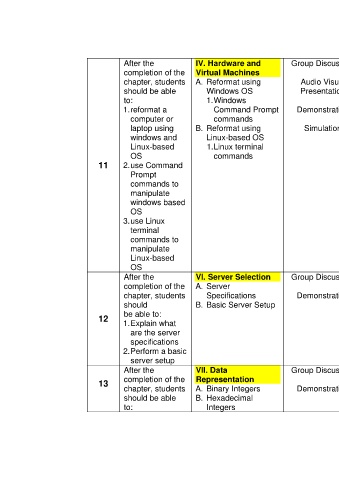 11
After the
completion of the
chapter, students
should be able
to:
1.reformat a
computer or
laptop using
windows and
Linux-based
OS
2.use Command
Prompt
commands to
manipulate
windows based
OS
3.use Linux
terminal
commands to
manipulate
Linux-based
OS
IV. Hardware and
Virtual Machines
A. Reformat using
Windows OS
1.Windows
Command Prompt
commands
B. Reformat using
Linux-based OS
1.Linux terminal
commands
Group Discus
Audio Visu
Presentatio
Demonstrat
Simulation
12
After the
completion of the
chapter, students
should
be able to:
1.Explain what
are the server
specifications
2.Perform a basic
server setup
VI. Server Selection
A. Server
Specifications
B. Basic Server Setup
Group Discus
Demonstrat
13
After the
completion of the
chapter, students
should be able
to:
VII. Data
Representation
A. Binary Integers
B. Hexadecimal
Integers
Group Discus
Demonstrat